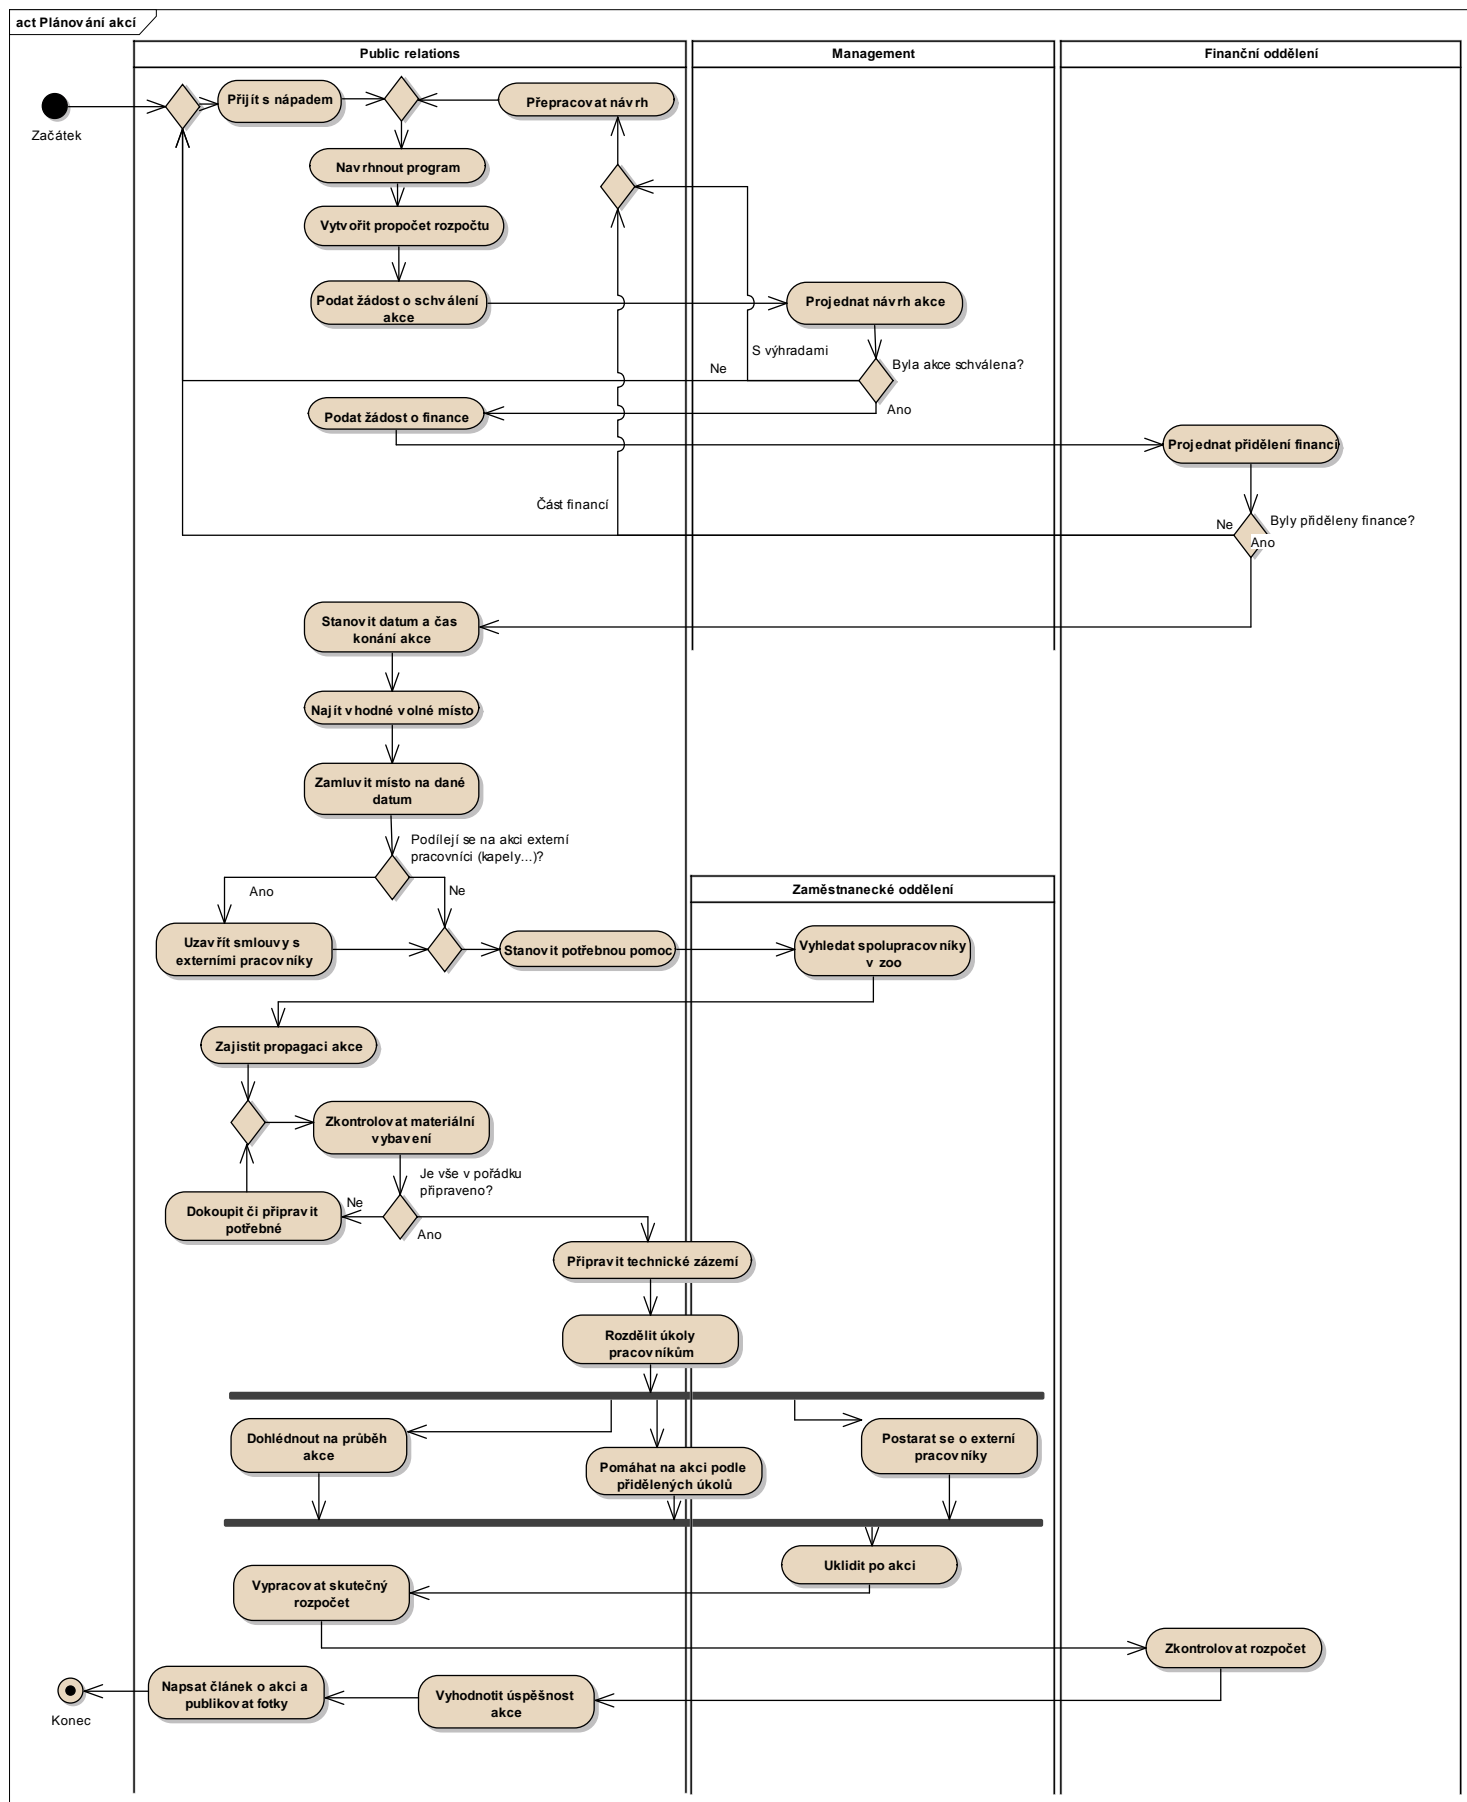 act Plánování akcí
Public relations
Management
Finanční oddělení
Začátek
Přijít s nápadem
Přepracovat návrh
Navrhnout program
Vytvořit propočet rozpočtu
Podat žádost o schválení
akce
Projednat návrh akce
S výhradami
Byla akce schválena?
Ne
Ano
Podat žádost o finance
Projednat přidělení financí
Část financí
Ne
Byly přiděleny finance?
Ano
Stanovit datum a čas
konání akce
Najít vhodné volné místo
Zamluvit místo na dané
datum
Podílejí se na akci externí
pracovníci (kapely...)?
Ano
Ne
Zaměstnanecké oddělení
Uzavřít smlouvy s
externími pracovníky
Stanovit potřebnou pomoc
Vyhledat spolupracovníky
v zoo
Zajistit propagaci akce
Zkontrolovat materiální
vybavení
Je vše v pořádku
připraveno?
Dokoupit či připravit
potřebné
Ne
Ano
Připravit technické zázemí
Rozdělit úkoly
pracovníkům
Dohlédnout na průběh
akce
Pomáhat na akci podle
přidělených úkolů
Postarat se o externí
pracovníky
Uklidit po akci
Vypracovat skutečný
rozpočet
Zkontrolovat rozpočet
Napsat článek o akci a
publikovat fotky
Vyhodnotit úspěšnost
akce
Konec